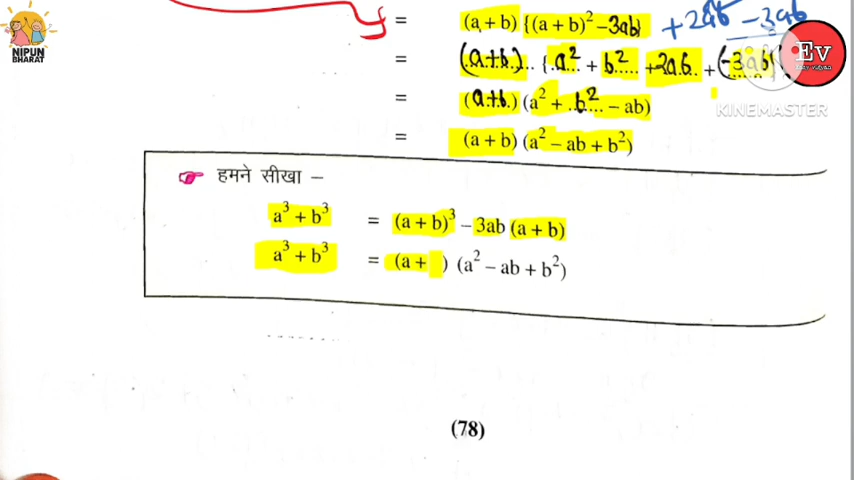 = (a + b) {(a + b)² – 3ab}
+2ab – 3ab
= (a+b) {a² + b² +2ab + (-3ab)
= (a+b) (a² + b² – ab)
= (a + b) (a² – ab + b²)
हमने सीखा –
a³ + b³ = (a + b)³ – 3ab (a + b)
a³ + b³ = (a + ) (a² – ab + b²)
(78)
NIPUN
BHARAT
Ev
KINEMASTER